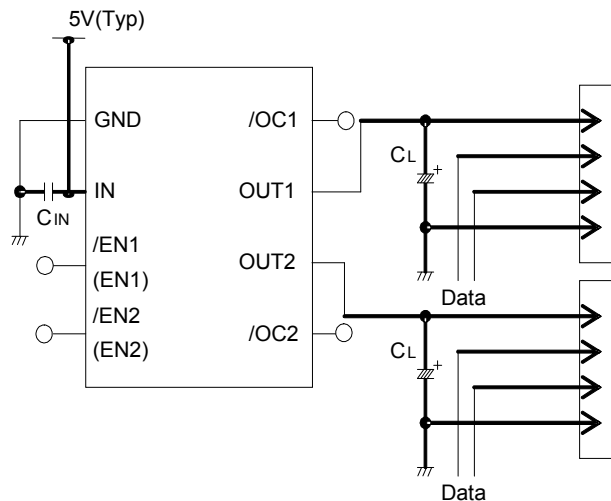 5V(Typ)
GND
/OC1
CL
+
IN
OUT1
CIN
/EN1
(EN1)
OUT2
Data
/EN2
(EN2)
/OC2
CL
+
Data